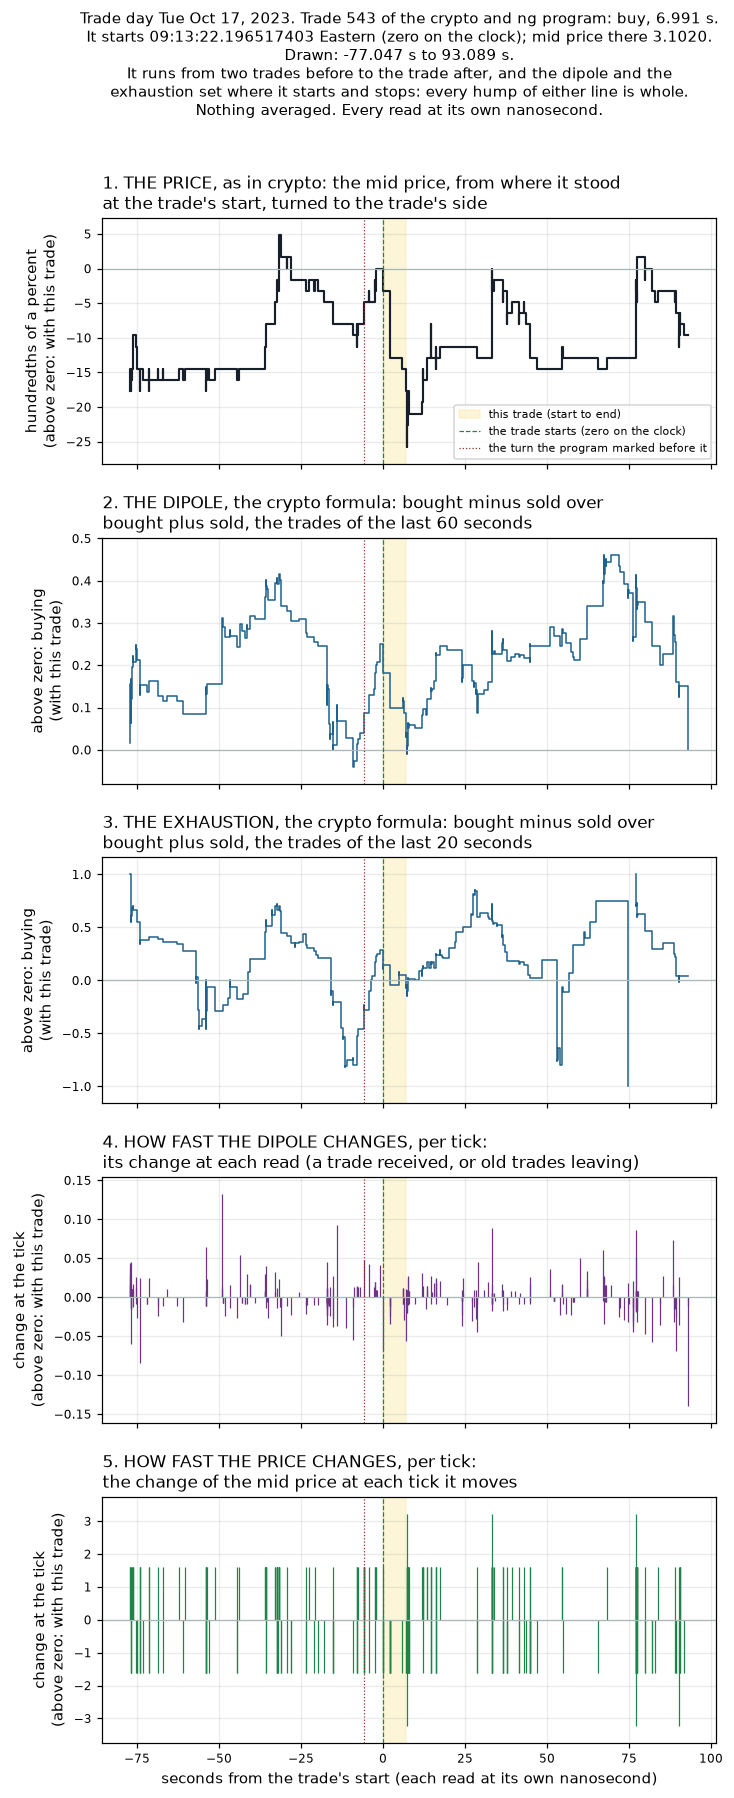 Trade day Tue Oct 17, 2023. Trade 543 of the crypto and ng program: buy, 6.991 s.
It starts 09:13:22.196517403 Eastern (zero on the clock); mid price there 3.1020.
Drawn: -77.047 s to 93.089 s.
It runs from two trades before to the trade after, and the dipole and the
exhaustion set where it starts and stops: every hump of either line is whole.
Nothing averaged. Every read at its own nanosecond.
1. THE PRICE, as in crypto: the mid price, from where it stood
at the trade's start, turned to the trade's side
hundredths of a percent
(above zero: with this trade)
5
0
−5
−10
−15
−20
−25
this trade (start to end)
the trade starts (zero on the clock)
the turn the program marked before it
2. THE DIPOLE, the crypto formula: bought minus sold over
bought plus sold, the trades of the last 60 seconds
above zero: buying
(with this trade)
0.5
0.4
0.3
0.2
0.1
0.0
3. THE EXHAUSTION, the crypto formula: bought minus sold over
bought plus sold, the trades of the last 20 seconds
above zero: buying
(with this trade)
1.0
0.5
0.0
−0.5
−1.0
4. HOW FAST THE DIPOLE CHANGES, per tick:
its change at each read (a trade received, or old trades leaving)
change at the tick
(above zero: with this trade)
0.15
0.10
0.05
0.00
−0.05
−0.10
−0.15
5. HOW FAST THE PRICE CHANGES, per tick:
the change of the mid price at each tick it moves
change at the tick
(above zero: with this trade)
3
2
1
0
−1
−2
−3
−75
−50
−25
0
25
50
75
100
seconds from the trade's start (each read at its own nanosecond)